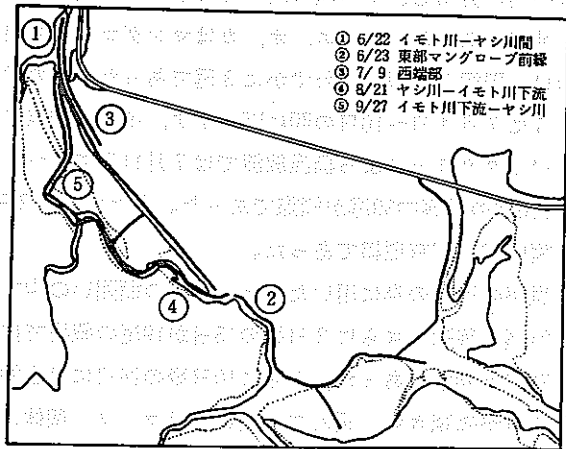 ① 6/22 イモト川ーヤシ川間
② 6/23 東部マングローブ前縁
③ 7/ 9 西端部
④ 8/21 ヤシ川ーイモト川下流
⑤ 9/27 イモト川下流ーヤシ川
①
③
⑤
②
④